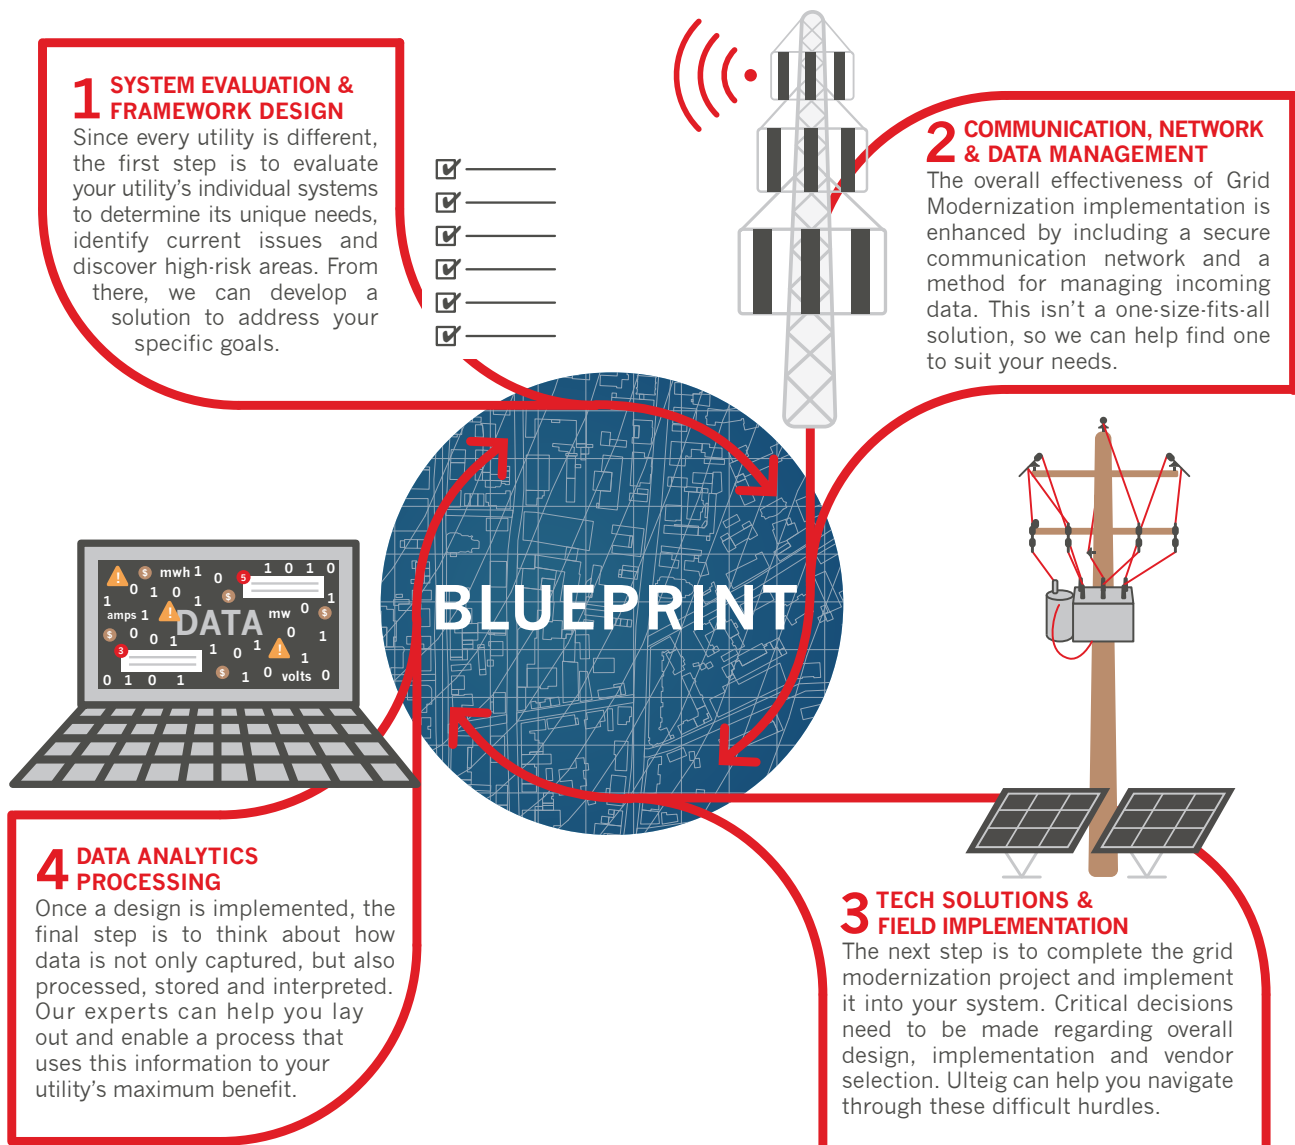 1 SYSTEM EVALUATION &
FRAMEWORK DESIGN
Since every utility is different,
the first step is to evaluate
your utility's individual systems
to determine its unique needs,
identify current issues and
discover high-risk areas. From
there, we can develop a
solution to address your
specific goals.
2 COMMUNICATION, NETWORK
& DATA MANAGEMENT
The overall effectiveness of Grid
Modernization implementation is
enhanced by including a secure
communication network and a
method for managing incoming
data. This isn't a one-size-fits-all
solution, so we can help find one
to suit your needs.
BLUEPRINT
! $ mwh 1 0 5 1 0 1 0
1 0 1 0 1 $ 1
amps 1 ! DATA mw 0 $
$ 0 0 1 0 1
3 1 0 1 ! 1
0 1 0 1 $ 1 0 volts 0
3 TECH SOLUTIONS &
FIELD IMPLEMENTATION
The next step is to complete the grid
modernization project and implement
it into your system. Critical decisions
need to be made regarding overall
design, implementation and vendor
selection. Ulteig can help you navigate
through these difficult hurdles.
4 DATA ANALYTICS
PROCESSING
Once a design is implemented, the
final step is to think about how
data is not only captured, but also
processed, stored and interpreted.
Our experts can help you lay
out and enable a process that
uses this information to your
utility's maximum benefit.